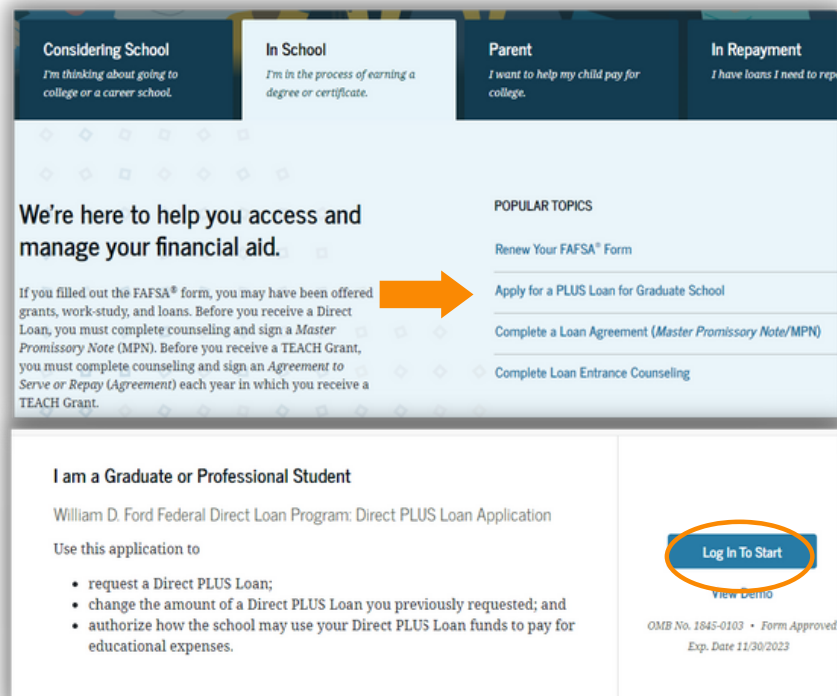 Considering School
I'm thinking about going to
college or a career school.
In School
I'm in the process of earning a
degree or certificate.
Parent
I want to help my child pay for
college.
In Repayment
I have loans I need to
We're here to help you access and
manage your financial aid.
If you filled out the FAFSA® form, you may have been offered
grants, work-study, and loans. Before you receive a Direct
Loan, you must complete counseling and sign a Master
Promissory Note (MPN). Before you receive a TEACH Grant,
you must complete counseling and sign an Agreement to
Serve or Repay (Agreement) each year in which you receive a
TEACH Grant.
POPULAR TOPICS
Renew Your FAFSA® Form
Apply for a PLUS Loan for Graduate School
Complete a Loan Agreement (Master Promissory Note/MPN)
Complete Loan Entrance Counseling
I am a Graduate or Professional Student
William D. Ford Federal Direct Loan Program: Direct PLUS Loan Application
Use this application to
• request a Direct PLUS Loan;
• change the amount of a Direct PLUS Loan you previously requested; and
• authorize how the school may use your Direct PLUS Loan funds to pay for
educational expenses.
Log In To Start
View Demo
OMB No. 1845-0103 • Form Approved
Exp. Date 11/30/2023